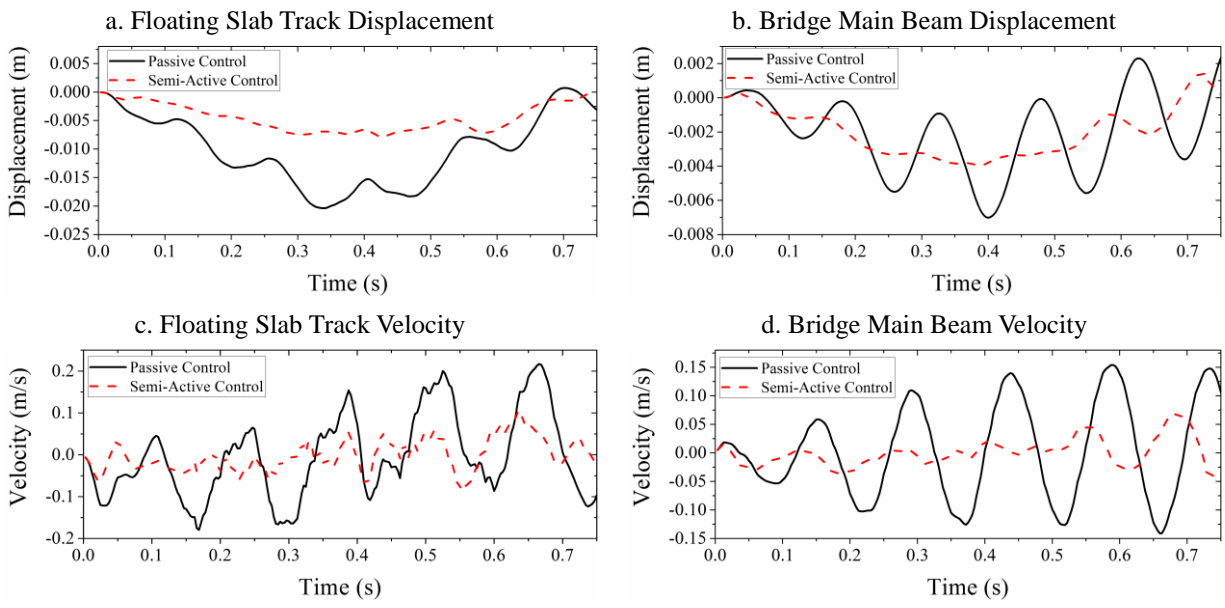 a. Floating Slab Track Displacement
Displacement (m)
0.005
0.000
-0.005
-0.010
-0.015
-0.020
-0.025
Passive Control
Semi-Active Control
0.0 0.1 0.2 0.3 0.4 0.5 0.6 0.7
Time (s)
b. Bridge Main Beam Displacement
Displacement (m)
0.002
0.000
-0.002
-0.004
-0.006
-0.008
Passive Control
Semi-Active Control
0.0 0.1 0.2 0.3 0.4 0.5 0.6 0.7
Time (s)
c. Floating Slab Track Velocity
Velocity (m/s)
0.2
0.1
0.0
-0.1
-0.2
Passive Control
Semi-Active Control
0.0 0.1 0.2 0.3 0.4 0.5 0.6 0.7
Time (s)
d. Bridge Main Beam Velocity
Velocity (m/s)
0.15
0.10
0.05
0.00
-0.05
-0.10
-0.15
Passive Control
Semi-Active Control
0.0 0.1 0.2 0.3 0.4 0.5 0.6 0.7
Time (s)